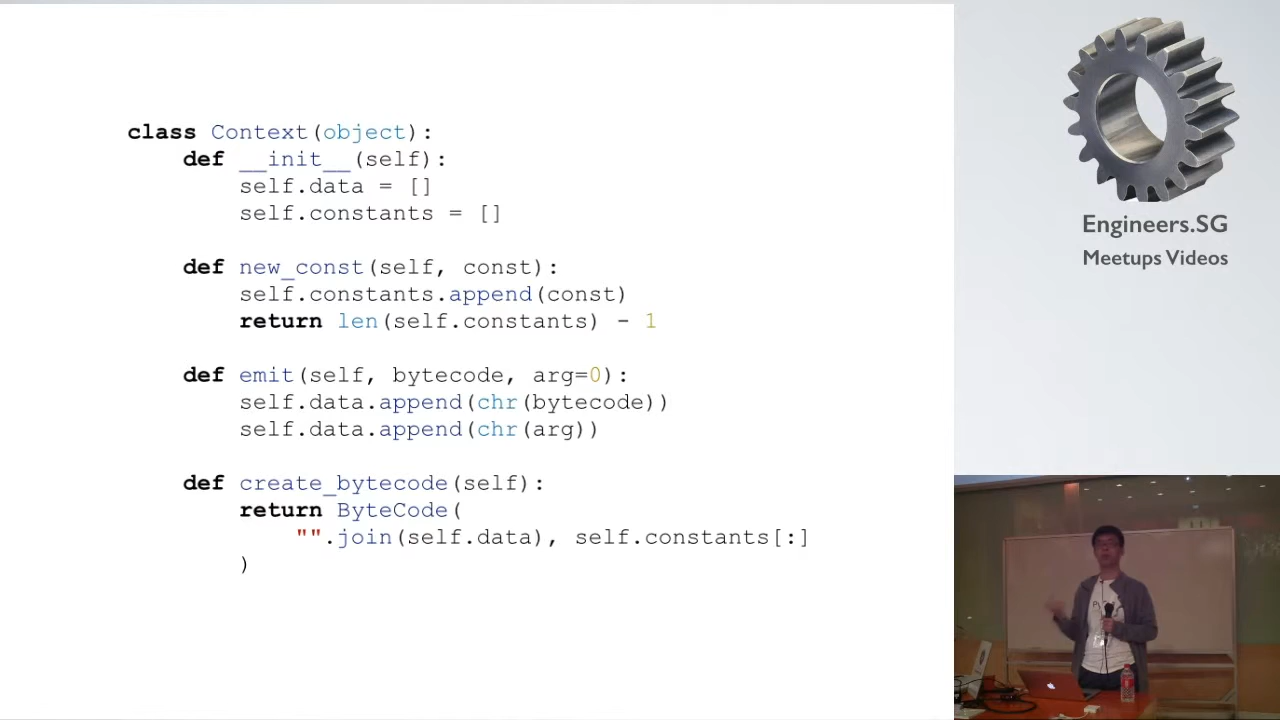 class Context(object):
    def __init__(self):
        self.data = []
        self.constants = []

    def new_const(self, const):
        self.constants.append(const)
        return len(self.constants) - 1

    def emit(self, bytecode, arg=0):
        self.data.append(chr(bytecode))
        self.data.append(chr(arg))

    def create_bytecode(self):
        return ByteCode(
            "".join(self.data), self.constants[:]
        )
Engineers.SG
Meetups Videos